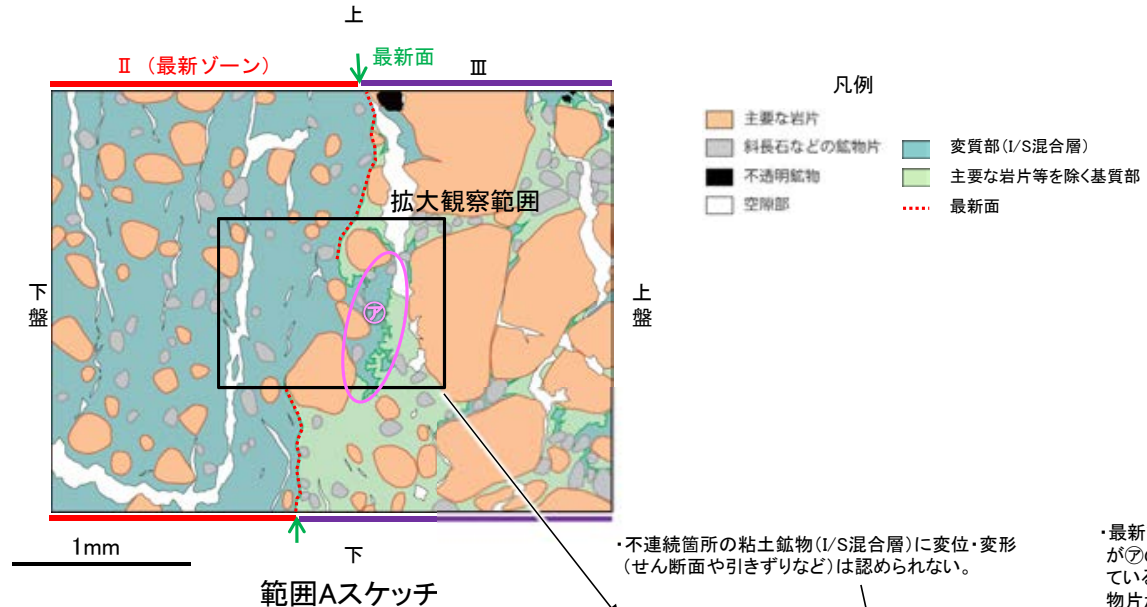 上
Ⅱ (最新ゾーン)
最新面
Ⅲ
凡例
主要な岩片
斜長石などの鉱物片
不透明鉱物
空隙部
変質部(I/S混合層)
主要な岩片等を除く基質部
最新面
拡大観察範囲
下盤
㋐
上盤
1mm
下
範囲Aスケッチ
・不連続箇所の粘土鉱物(I/S混合層)に変位・変形
(せん断面や引きずりなど)は認められない。
・最新
が㋐の
ている
物片